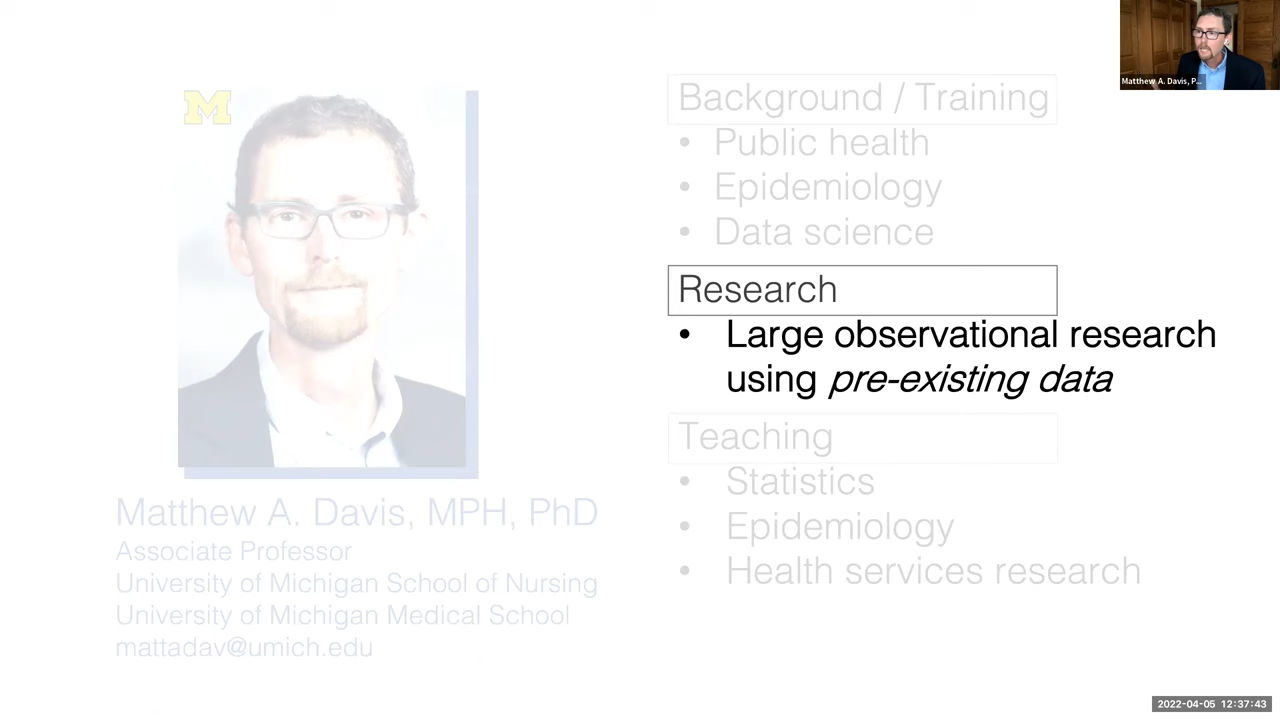 M
Matthew A. Davis, MPH, PhD
Associate Professor
University of Michigan School of Nursing
University of Michigan Medical School
mattadav@umich.edu
Background / Training
• Public health
• Epidemiology
• Data science
Research
• Large observational research
using pre-existing data
Teaching
• Statistics
• Epidemiology
• Health services research
Matthew A. Davis, P...
2022-04-05 12:37:43